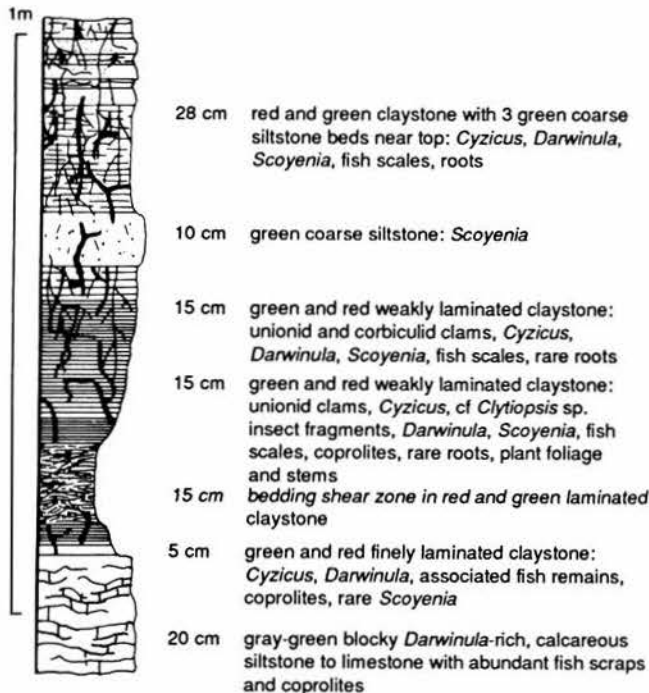 1m
28 cm red and green claystone with 3 green coarse
siltstone beds near top: Cyzicus, Darwinula,
Scoyenia, fish scales, roots
10 cm green coarse siltstone: Scoyenia
15 cm green and red weakly laminated claystone:
unionid and corbiculid clams, Cyzicus,
Darwinula, Scoyenia, fish scales, rare roots
15 cm green and red weakly laminated claystone:
unionid clams, Cyzicus, cf Clytiopsis sp.
insect fragments, Darwinula, Scoyenia, fish
scales, coprolites, rare roots, plant foliage
and stems
15 cm bedding shear zone in red and green laminated
claystone
5 cm green and red finely laminated claystone:
Cyzicus, Darwinula, associated fish remains,
coprolites, rare Scoyenia
20 cm gray-green blocky Darwinula-rich, calcareous
siltstone to limestone with abundant fish scraps
and coprolites